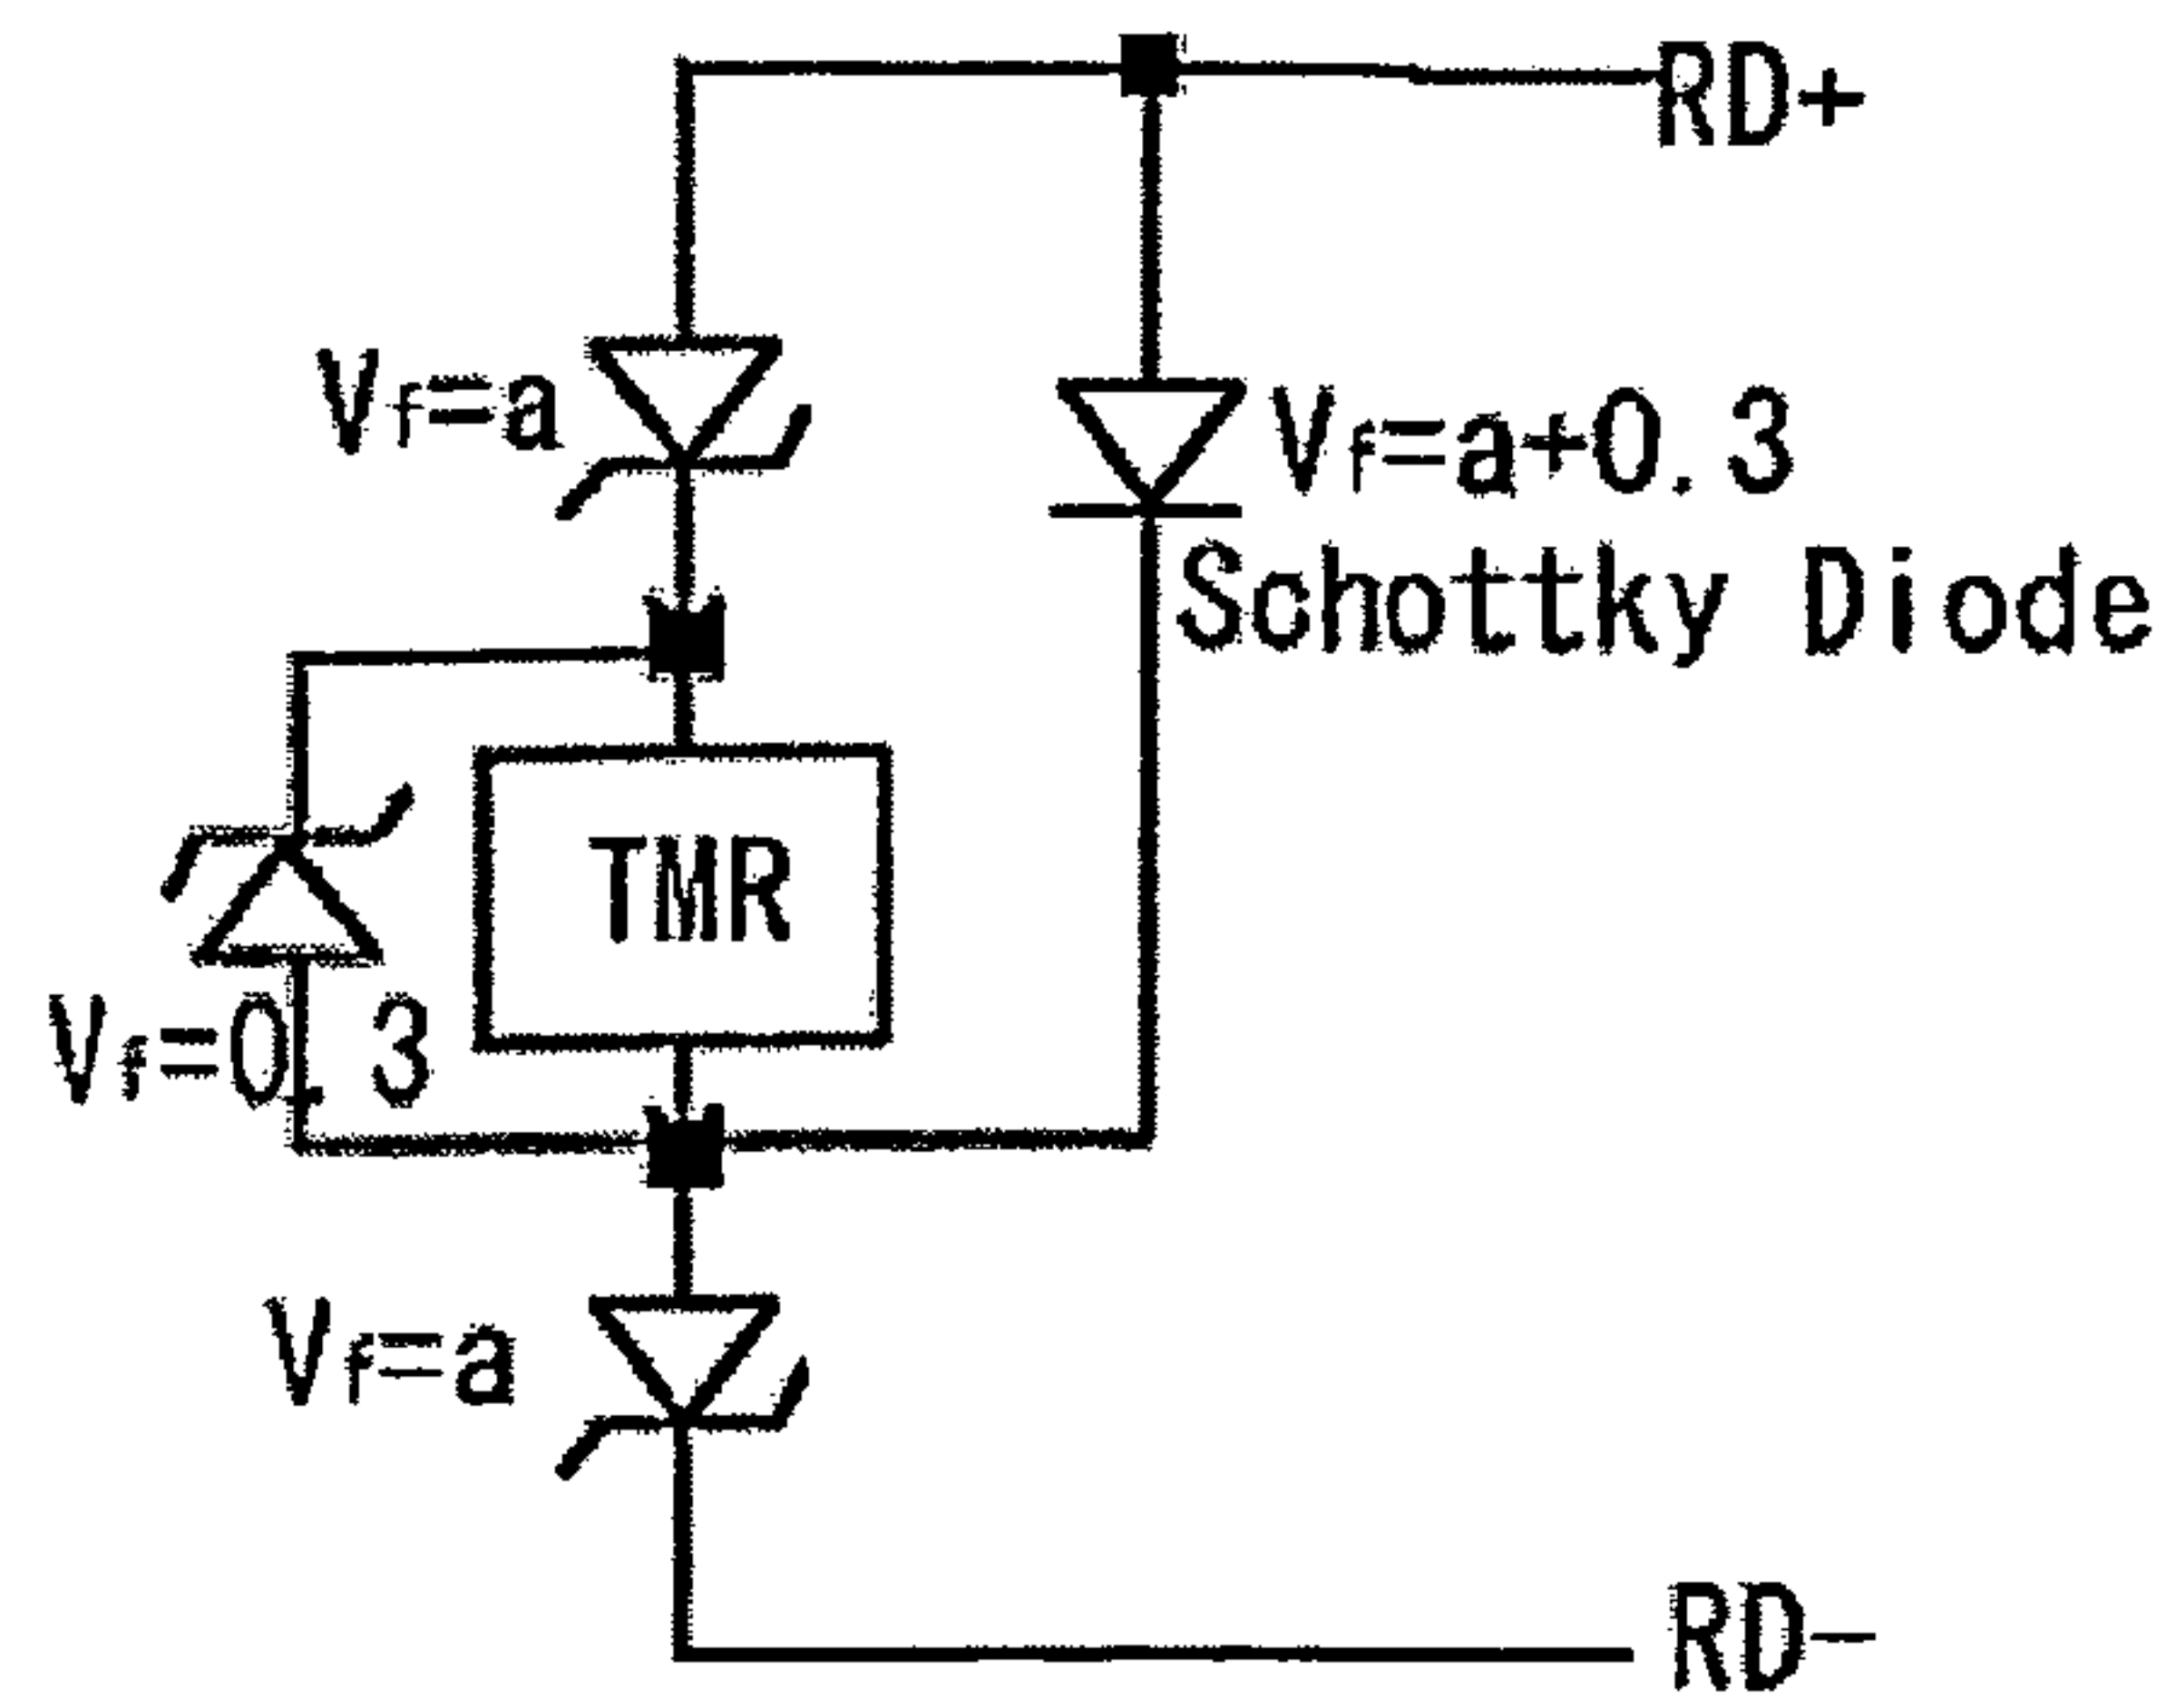 RD+
Vf=a
Vf=a+0.3
Schottky Diode
TMR
Vf=0.3
Vf=a
RD-